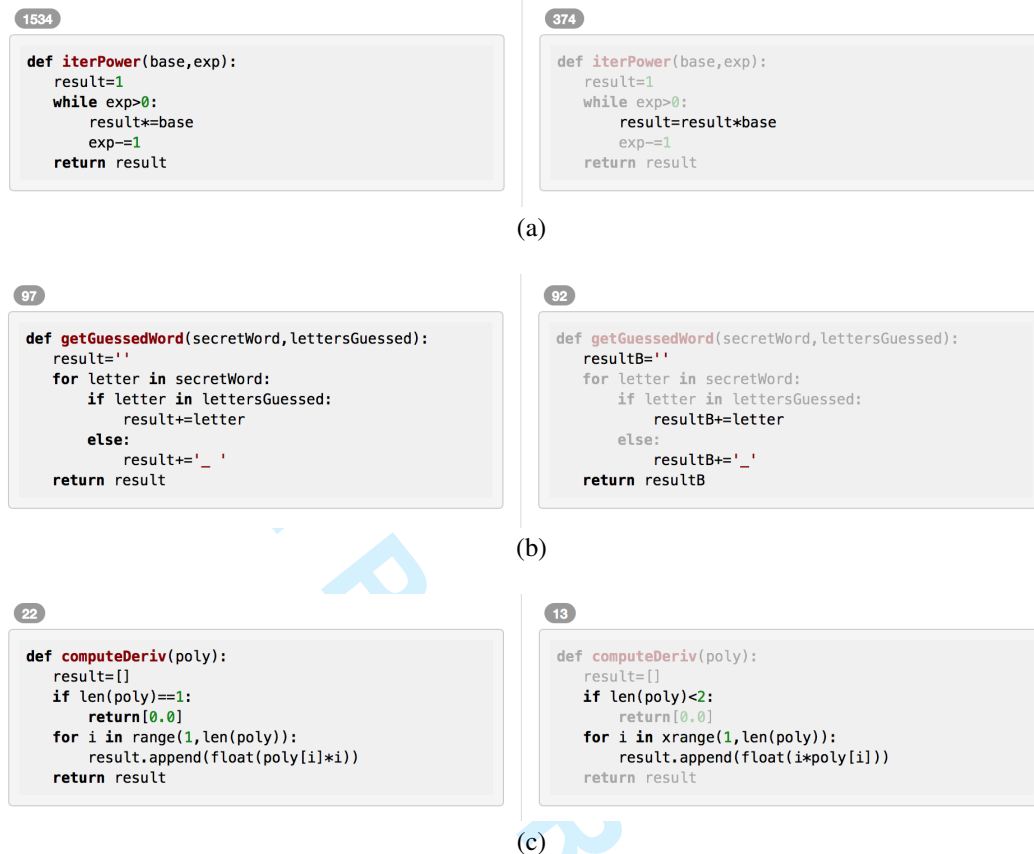 1534
def iterPower(base,exp):
    result=1
    while exp>0:
        result*=base
        exp-=1
    return result
374
def iterPower(base,exp):
    result=1
    while exp>0:
        result=result*base
        exp-=1
    return result
(a)
97
def getGuessedWord(secretWord,lettersGuessed):
    result=''
    for letter in secretWord:
        if letter in lettersGuessed:
            result+=letter
        else:
            result+='_ '
    return result
92
def getGuessedWord(secretWord,lettersGuessed):
    resultB=''
    for letter in secretWord:
        if letter in lettersGuessed:
            resultB+=letter
        else:
            resultB+='_'
    return resultB
(b)
22
def computeDeriv(poly):
    result=[]
    if len(poly)==1:
        return[0.0]
    for i in range(1,len(poly)):
        result.append(float(poly[i]*i))
    return result
13
def computeDeriv(poly):
    result=[]
    if len(poly)<2:
        return[0.0]
    for i in xrange(1,len(poly)):
        result.append(float(i*poly[i]))
    return result
(c)